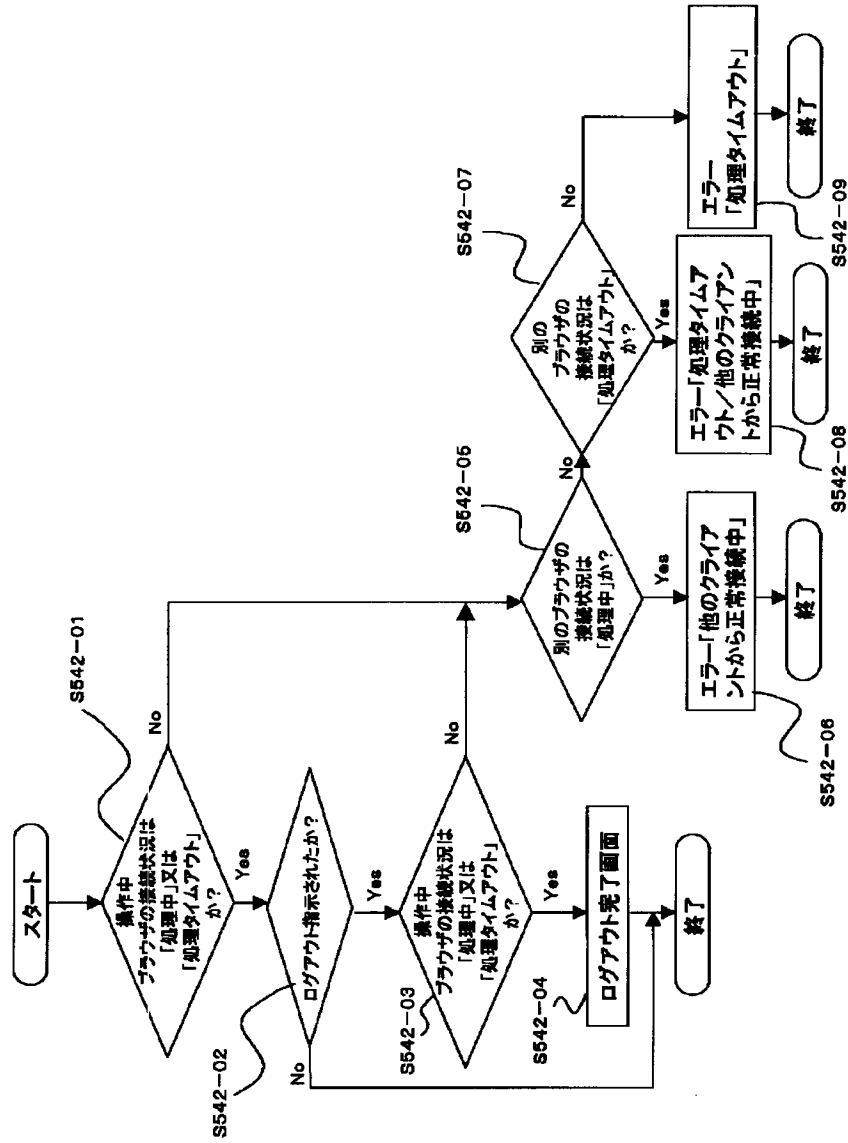 スタート
S542-01
操作中
ブラウザの接続状況は
「処理中」又は
「処理タイムアウト」
か？
No
Yes
S542-02
ログアウト指示されたか？
No
Yes
S542-03
操作中
ブラウザの接続状況は
「処理中」又は
「処理タイムアウト」
か？
No
Yes
S542-04
ログアウト完了画面
終了
S542-05
別のブラウザの
接続状況は
「処理中」か？
No
Yes
エラー「他のクライア
ントから正常接続中」
S542-06
終了
S542-07
別の
ブラウザの
接続状況は
「処理タイムアウト」
か？
No
Yes
エラー「処理タイムア
ウト／他のクライアン
トから正常接続中」
S542-08
終了
エラー
「処理タイムアウト」
S542-09
終了